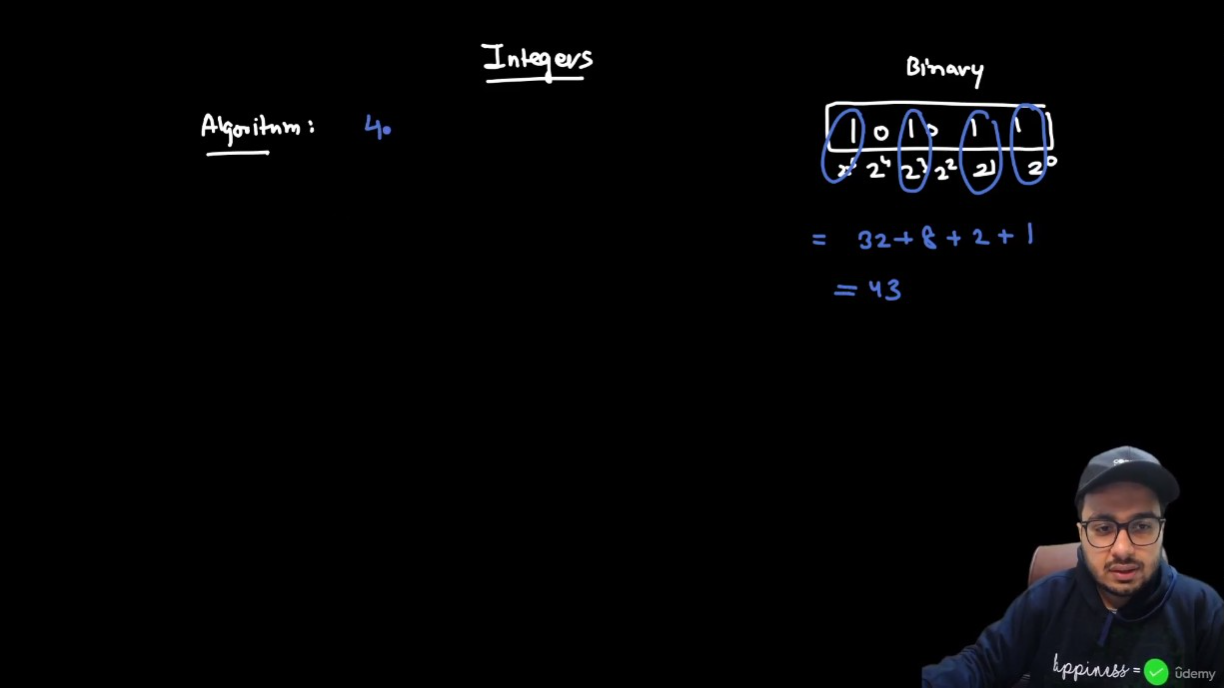 Integers
Binary
Algorithm: 4.
1 0 1 0 1 1
2⁵ 2⁴ 2³ 2² 2¹ 2⁰
= 32+8+2+1
= 43
happiness =
ûdemy